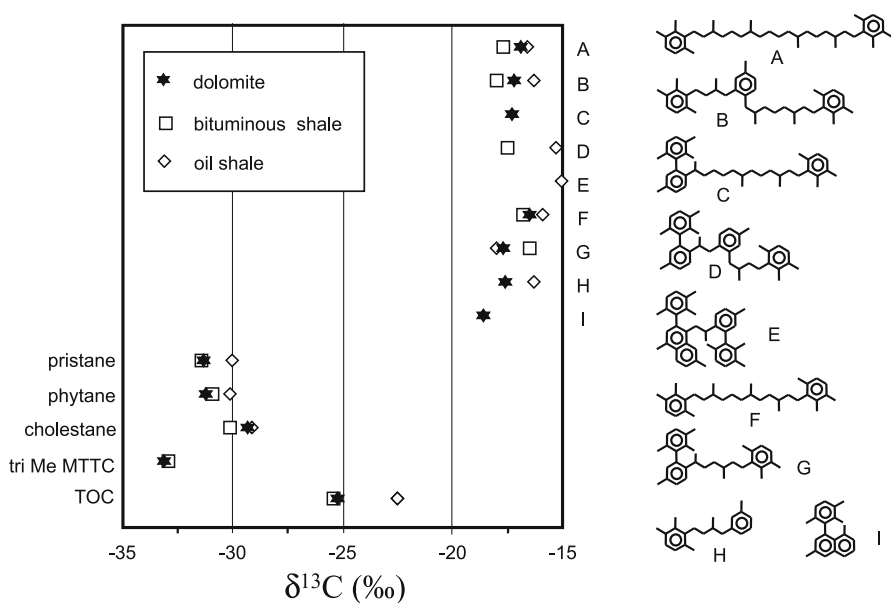 dolomite
bituminous shale
oil shale
A
B
C
D
E
F
G
H
I
pristane
phytane
cholestane
tri Me MTTC
TOC
-35 -30 -25 -20 -15
δ¹³C (‰)
A
B
C
D
E
F
G
H I